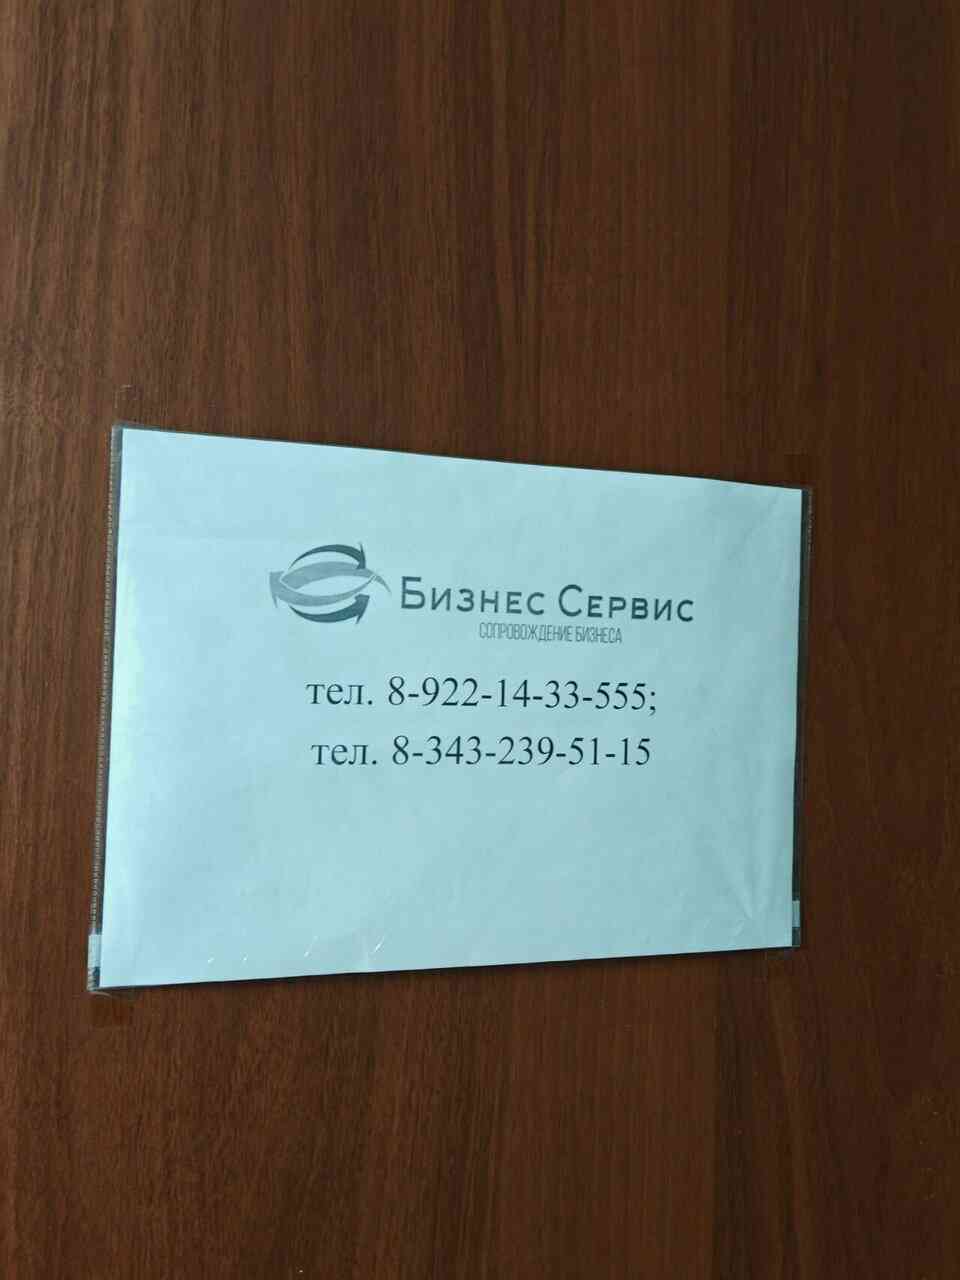 Бизнес Сервис
СОПРОВОЖДЕНИЕ БИЗНЕСА
тел. 8-922-14-33-555;
тел. 8-343-239-51-15